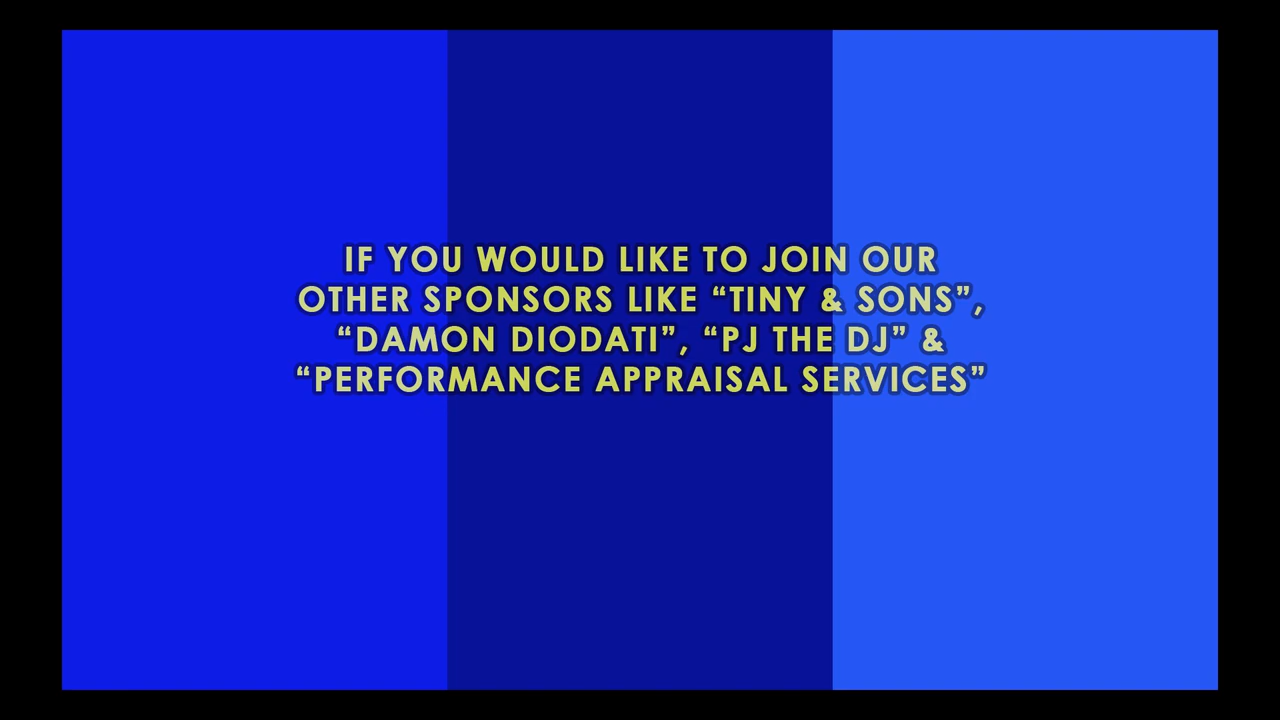 IF YOU WOULD LIKE TO JOIN OUR
OTHER SPONSORS LIKE “TINY & SONS”,
“DAMON DIODATI”, “PJ THE DJ” &
“PERFORMANCE APPRAISAL SERVICES”